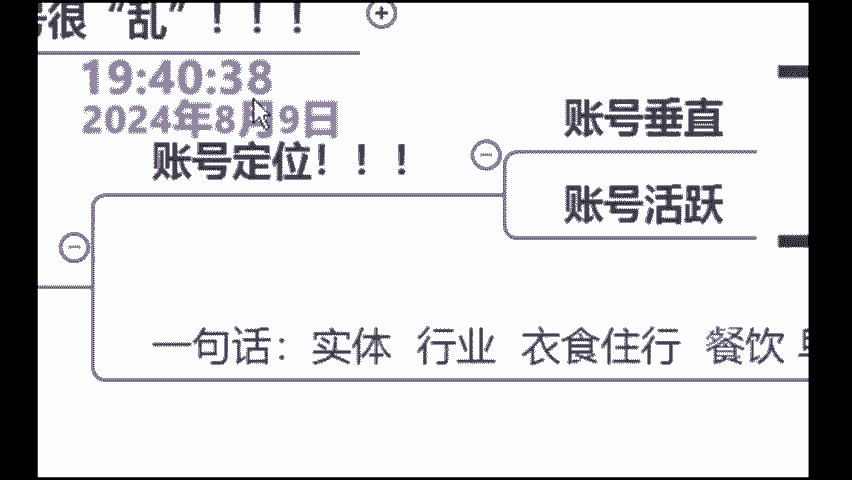 号很“乱”！！！
19:40:38
2024年8月9日
账号定位！！！
账号垂直
账号活跃
一句话：实体 行业 衣食住行 餐饮